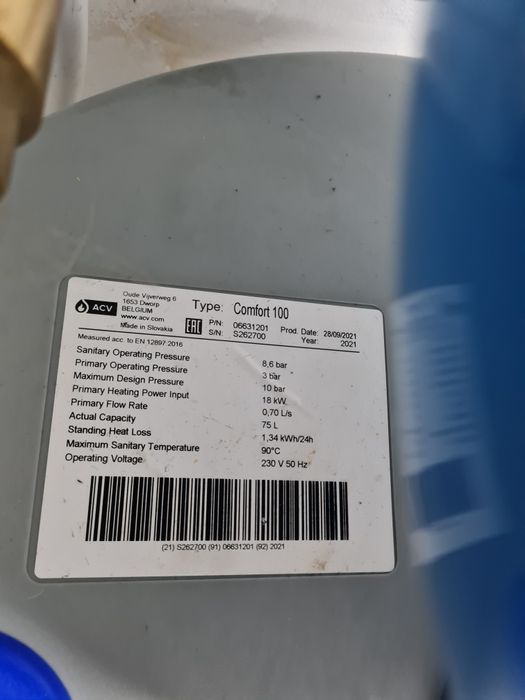 ACV
Oude Vijverweg 6
1653 Dworp
BELGIUM
www.acv.com
Made in Slovakia
EAC
Type: Comfort 100
P/N: 06631201 Prod. Date: 28/09/2021
S/N: S262700 Year: 2021
Measured acc. to EN 12897:2016
Sanitary Operating Pressure 8,6 bar
Primary Operating Pressure 3 bar
Maximum Design Pressure 10 bar
Primary Heating Power Input 18 kW
Primary Flow Rate 0,70 L/s
Actual Capacity 75 L
Standing Heat Loss 1,34 kWh/24h
Maximum Sanitary Temperature 90°C
Operating Voltage 230 V 50 Hz
(21) S262700 (91) 06631201 (92) 2021